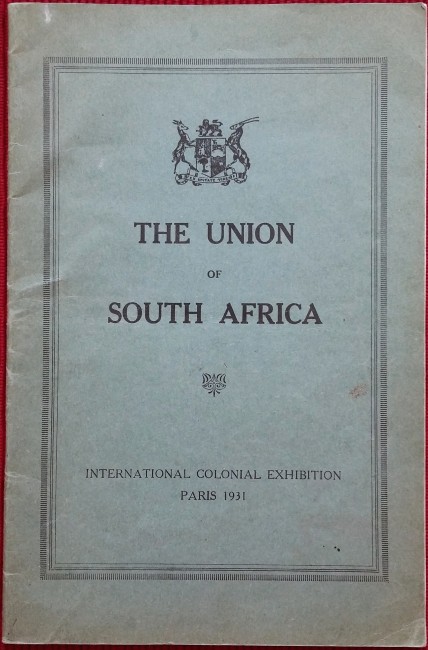 THE UNION
OF
SOUTH AFRICA
INTERNATIONAL COLONIAL EXHIBITION
PARIS 1931